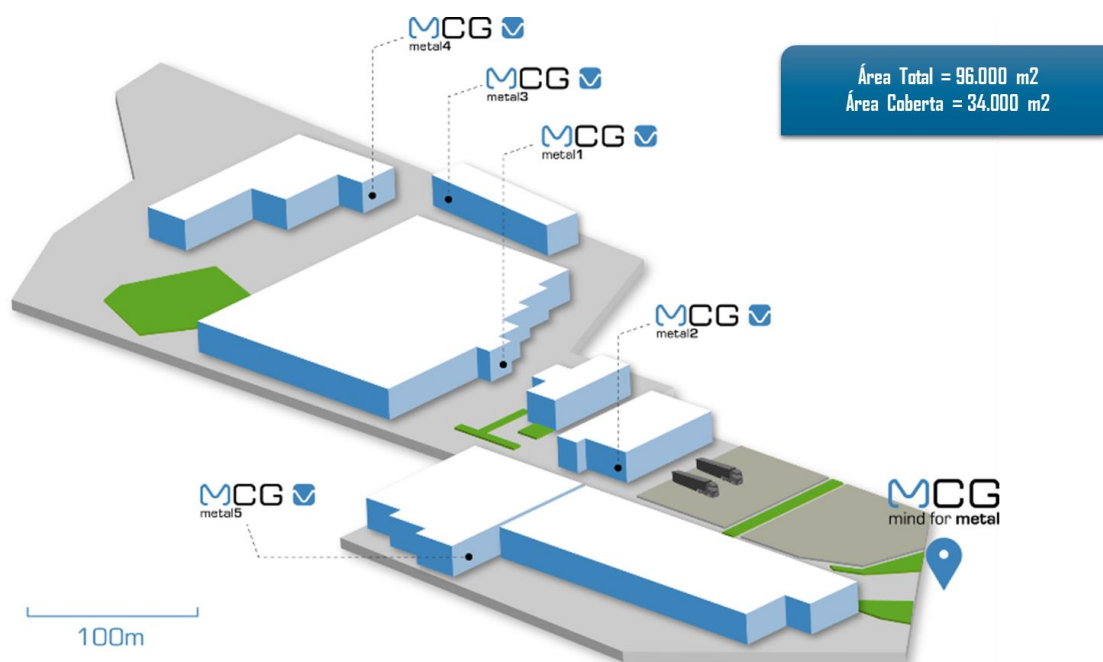 MCG
metal4
MCG
metal3
MCG
metal1
Área Total = 96.000 m2
Área Coberta = 34.000 m2
MCG
metal2
MCG
metal5
MCG
mind for metal
100m